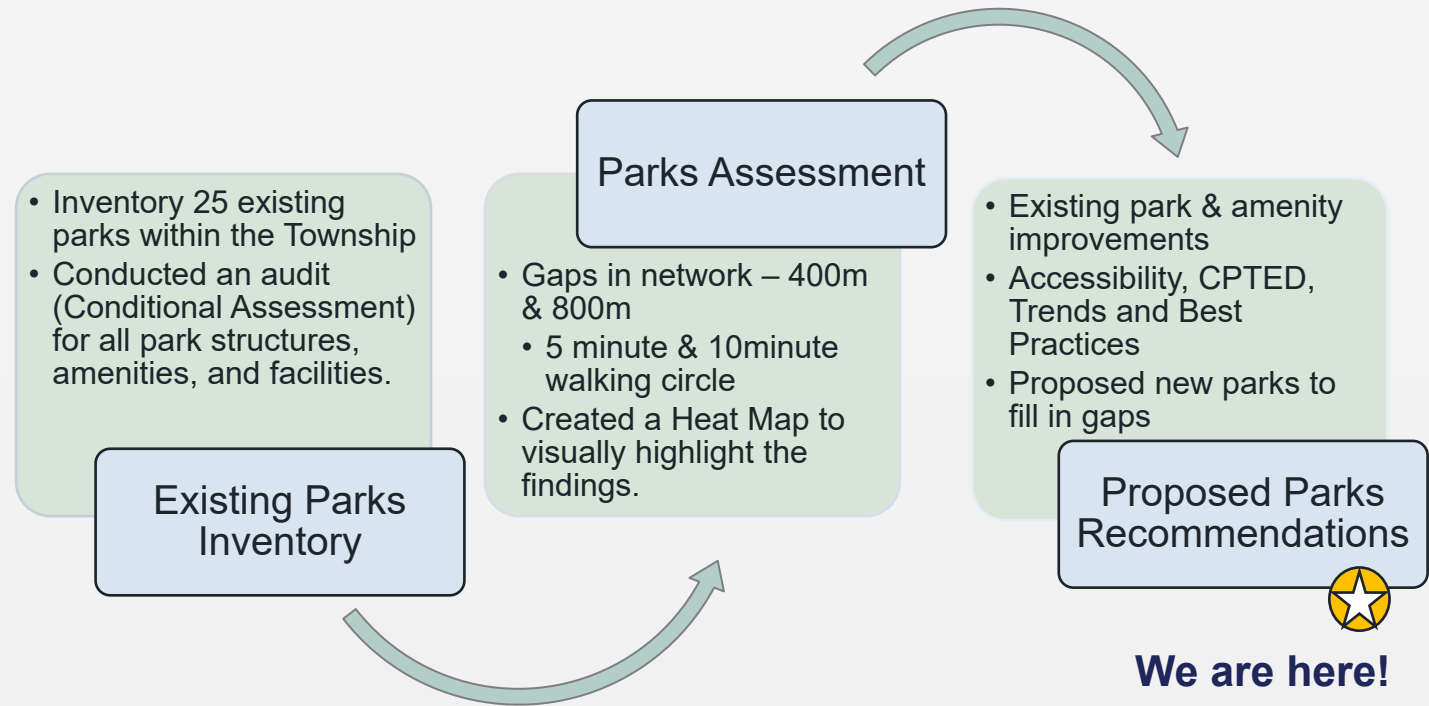 • Inventory 25 existing
parks within the Township
• Conducted an audit
(Conditional Assessment)
for all park structures,
amenities, and facilities.
Existing Parks
Inventory
Parks Assessment
• Gaps in network – 400m
& 800m
• 5 minute & 10minute
walking circle
• Created a Heat Map to
visually highlight the
findings.
• Existing park & amenity
improvements
• Accessibility, CPTED,
Trends and Best
Practices
• Proposed new parks to
fill in gaps
Proposed Parks
Recommendations
We are here!